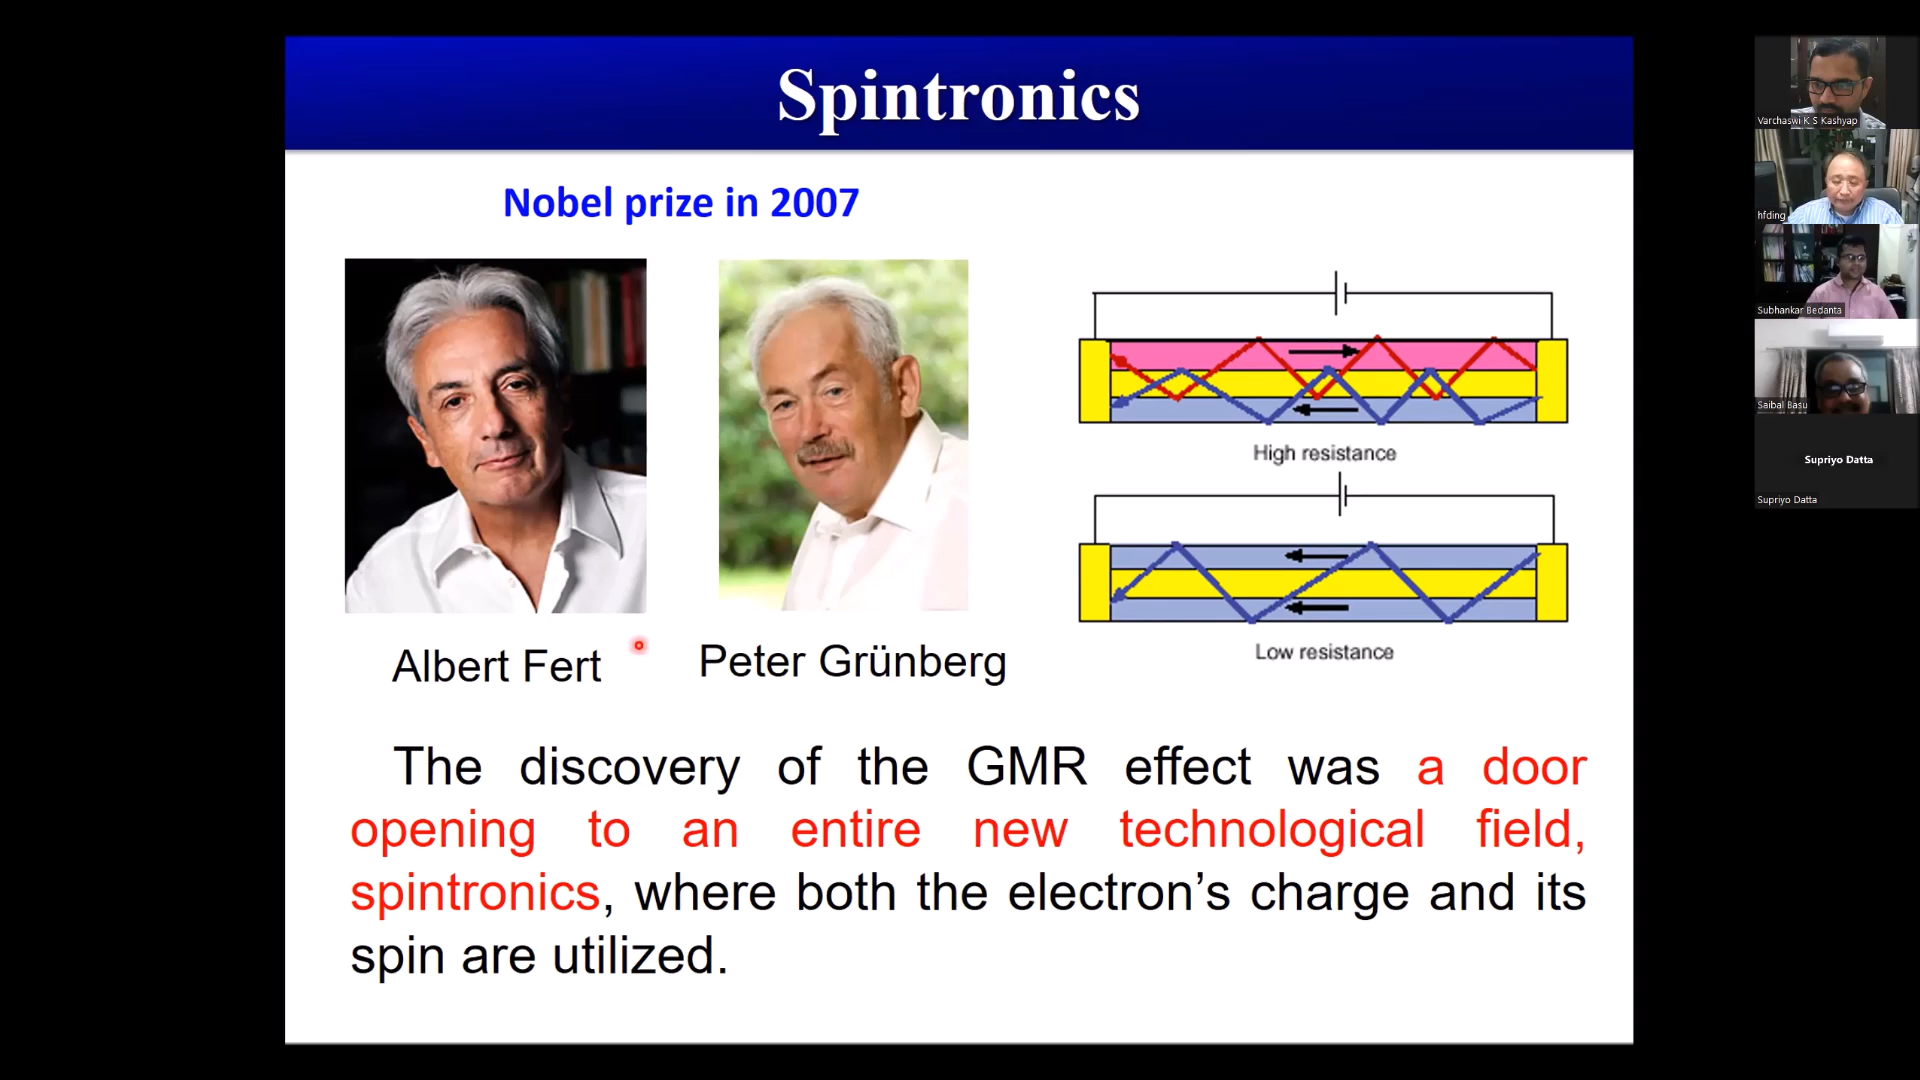 Spintronics
Nobel prize in 2007
Albert Fert
Peter Grünberg
High resistance
Low resistance
The discovery of the GMR effect was a door
opening to an entire new technological field,
spintronics, where both the electron’s charge and its
spin are utilized.
Varchaswi K S Kashyap
hfding
Subhankar Bedanta
Saibal Basu
Supriyo Datta
Supriyo Datta